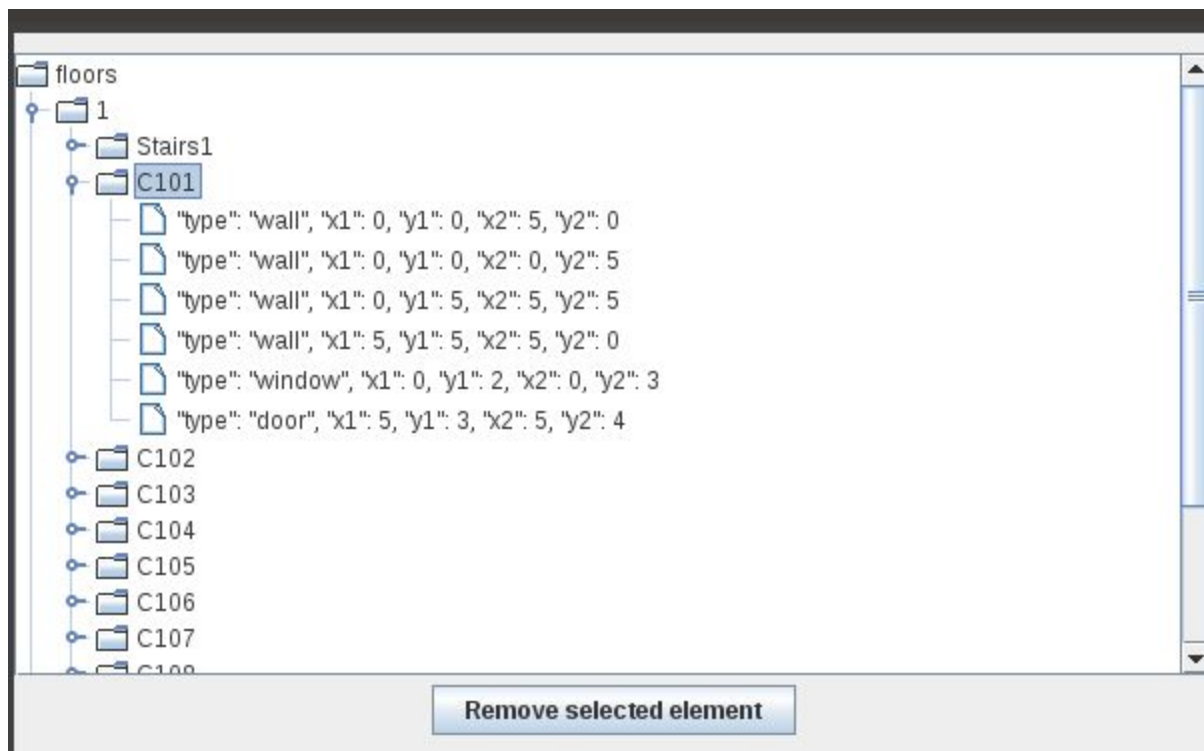 floors
1
Stairs1
C101
"type": "wall", "x1": 0, "y1": 0, "x2": 5, "y2": 0
"type": "wall", "x1": 0, "y1": 0, "x2": 0, "y2": 5
"type": "wall", "x1": 0, "y1": 5, "x2": 5, "y2": 5
"type": "wall", "x1": 5, "y1": 5, "x2": 5, "y2": 0
"type": "window", "x1": 0, "y1": 2, "x2": 0, "y2": 3
"type": "door", "x1": 5, "y1": 3, "x2": 5, "y2": 4
C102
C103
C104
C105
C106
C107
Remove selected element